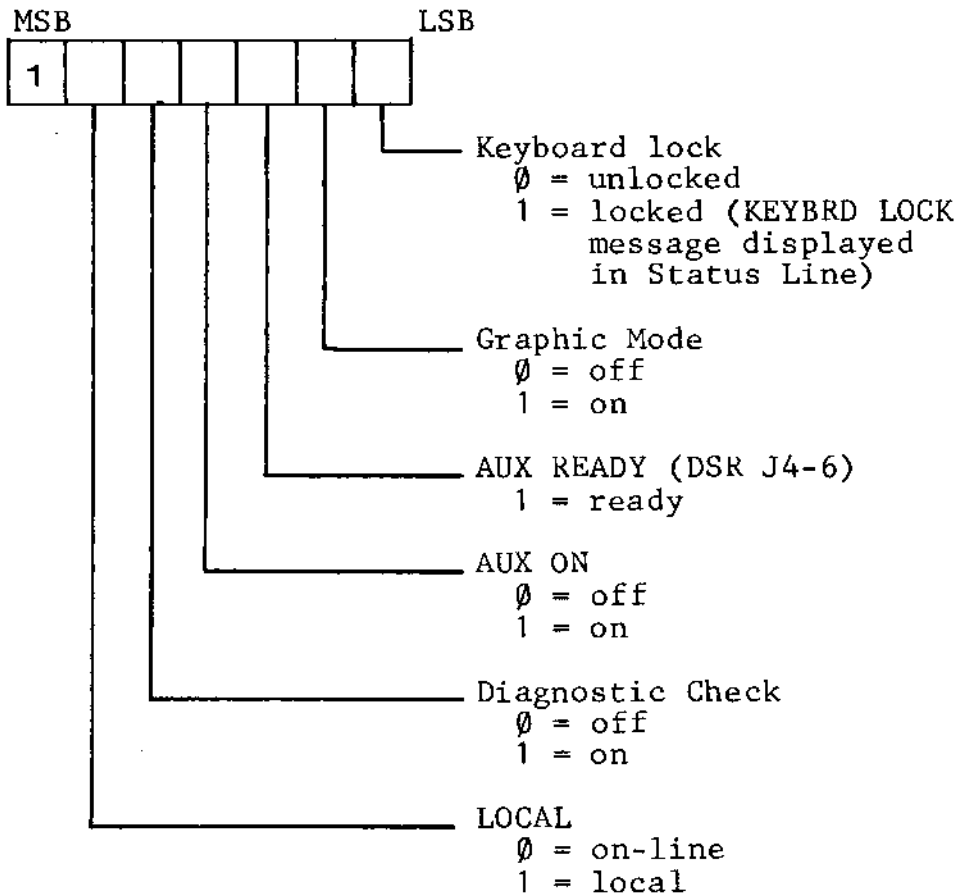 MSB LSB
1
Keyboard lock
Ø = unlocked
1 = locked (KEYBRD LOCK
message displayed
in Status Line)
Graphic Mode
Ø = off
1 = on
AUX READY (DSR J4-6)
1 = ready
AUX ON
Ø = off
1 = on
Diagnostic Check
Ø = off
1 = on
LOCAL
Ø = on-line
1 = local